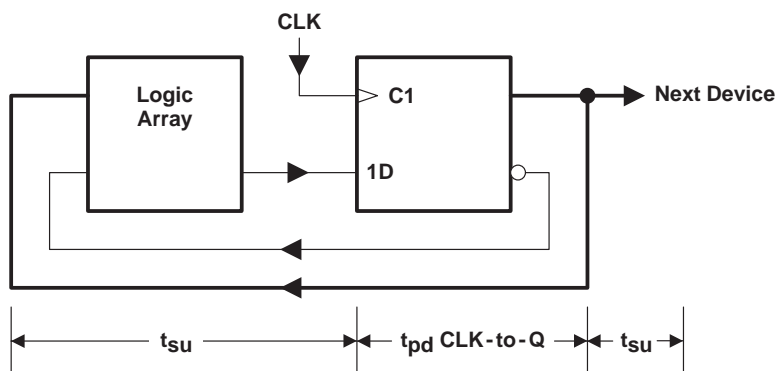 CLK
Logic
Array
C1
Next Device
1D
tsu
tpd CLK-to-Q
tsu